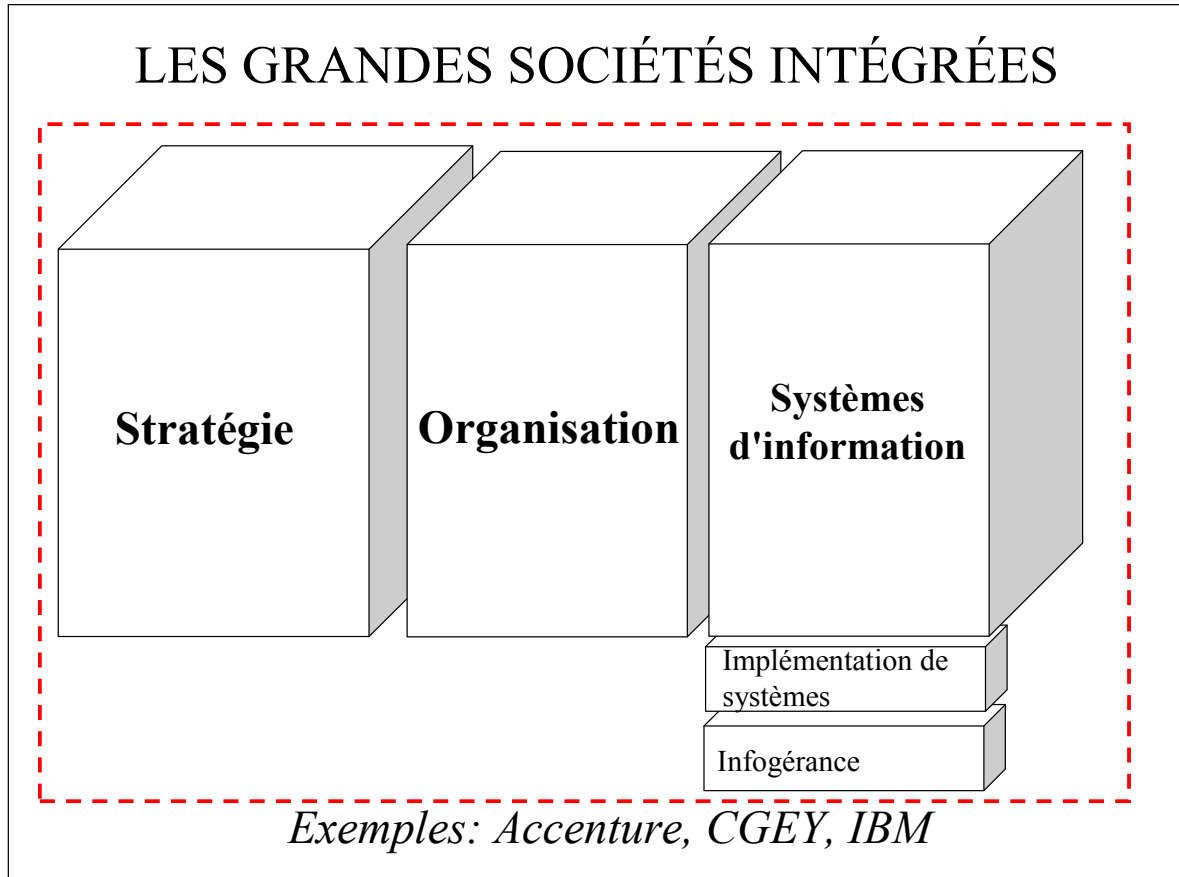 LES GRANDES SOCIÉTÉS INTÉGRÉES
Stratégie
Organisation
Systèmes
d'information
Implémentation de
systèmes
Infogérance
Exemples: Accenture, CGEY, IBM